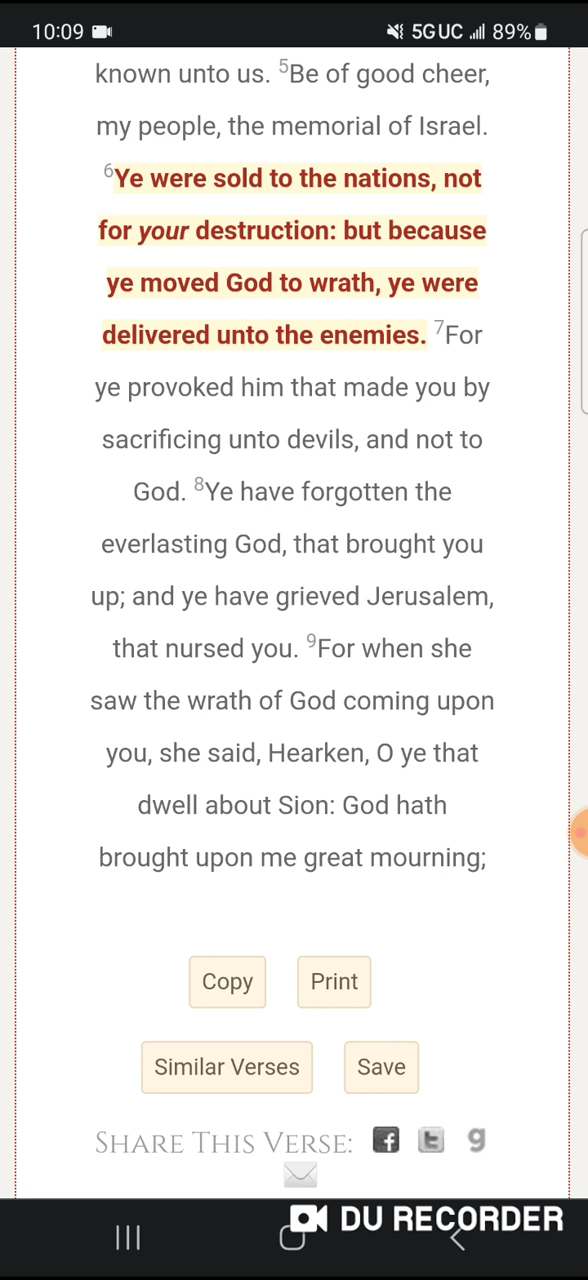 10:09 5G UC 89%
known unto us. 5Be of good cheer,
my people, the memorial of Israel.
6Ye were sold to the nations, not
for your destruction: but because
ye moved God to wrath, ye were
delivered unto the enemies. 7For
ye provoked him that made you by
sacrificing unto devils, and not to
God. 8Ye have forgotten the
everlasting God, that brought you
up; and ye have grieved Jerusalem,
that nursed you. 9For when she
saw the wrath of God coming upon
you, she said, Hearken, O ye that
dwell about Sion: God hath
brought upon me great mourning;
Copy Print
Similar Verses Save
SHARE THIS VERSE: f t g
DU RECORDER